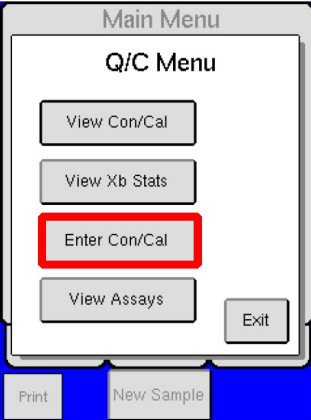 Main Menu
Q/C Menu
View Con/Cal
View Xb Stats
Enter Con/Cal
View Assays
Exit
Print
New Sample